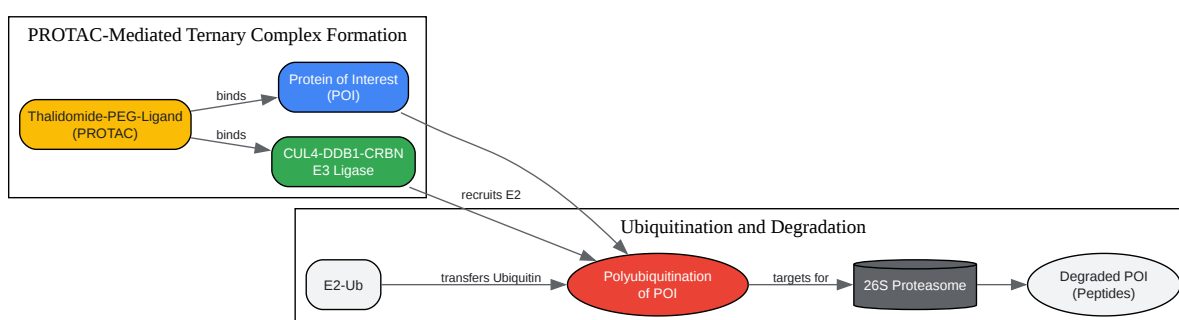 PROTAC-Mediated Ternary Complex Formation
Protein of Interest
(POI)
binds
Thalidomide-PEG-Ligand
(PROTAC)
binds
CUL4-DDB1-CRBN
E3 Ligase
recruits E2
Ubiquitination and Degradation
E2-Ub
transfers Ubiquitin
Polyubiquitination
of POI
targets for
26S Proteasome
Degraded POI
(Peptides)